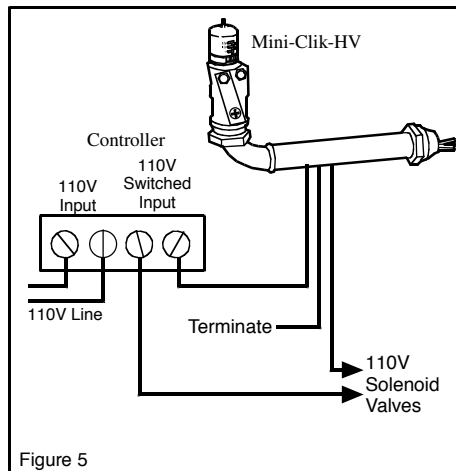 Mini-Clik-HV
Controller
110V
Input
110V
Switched
Input
110V Line
Terminate
110V
Solenoid
Valves
Figure 5